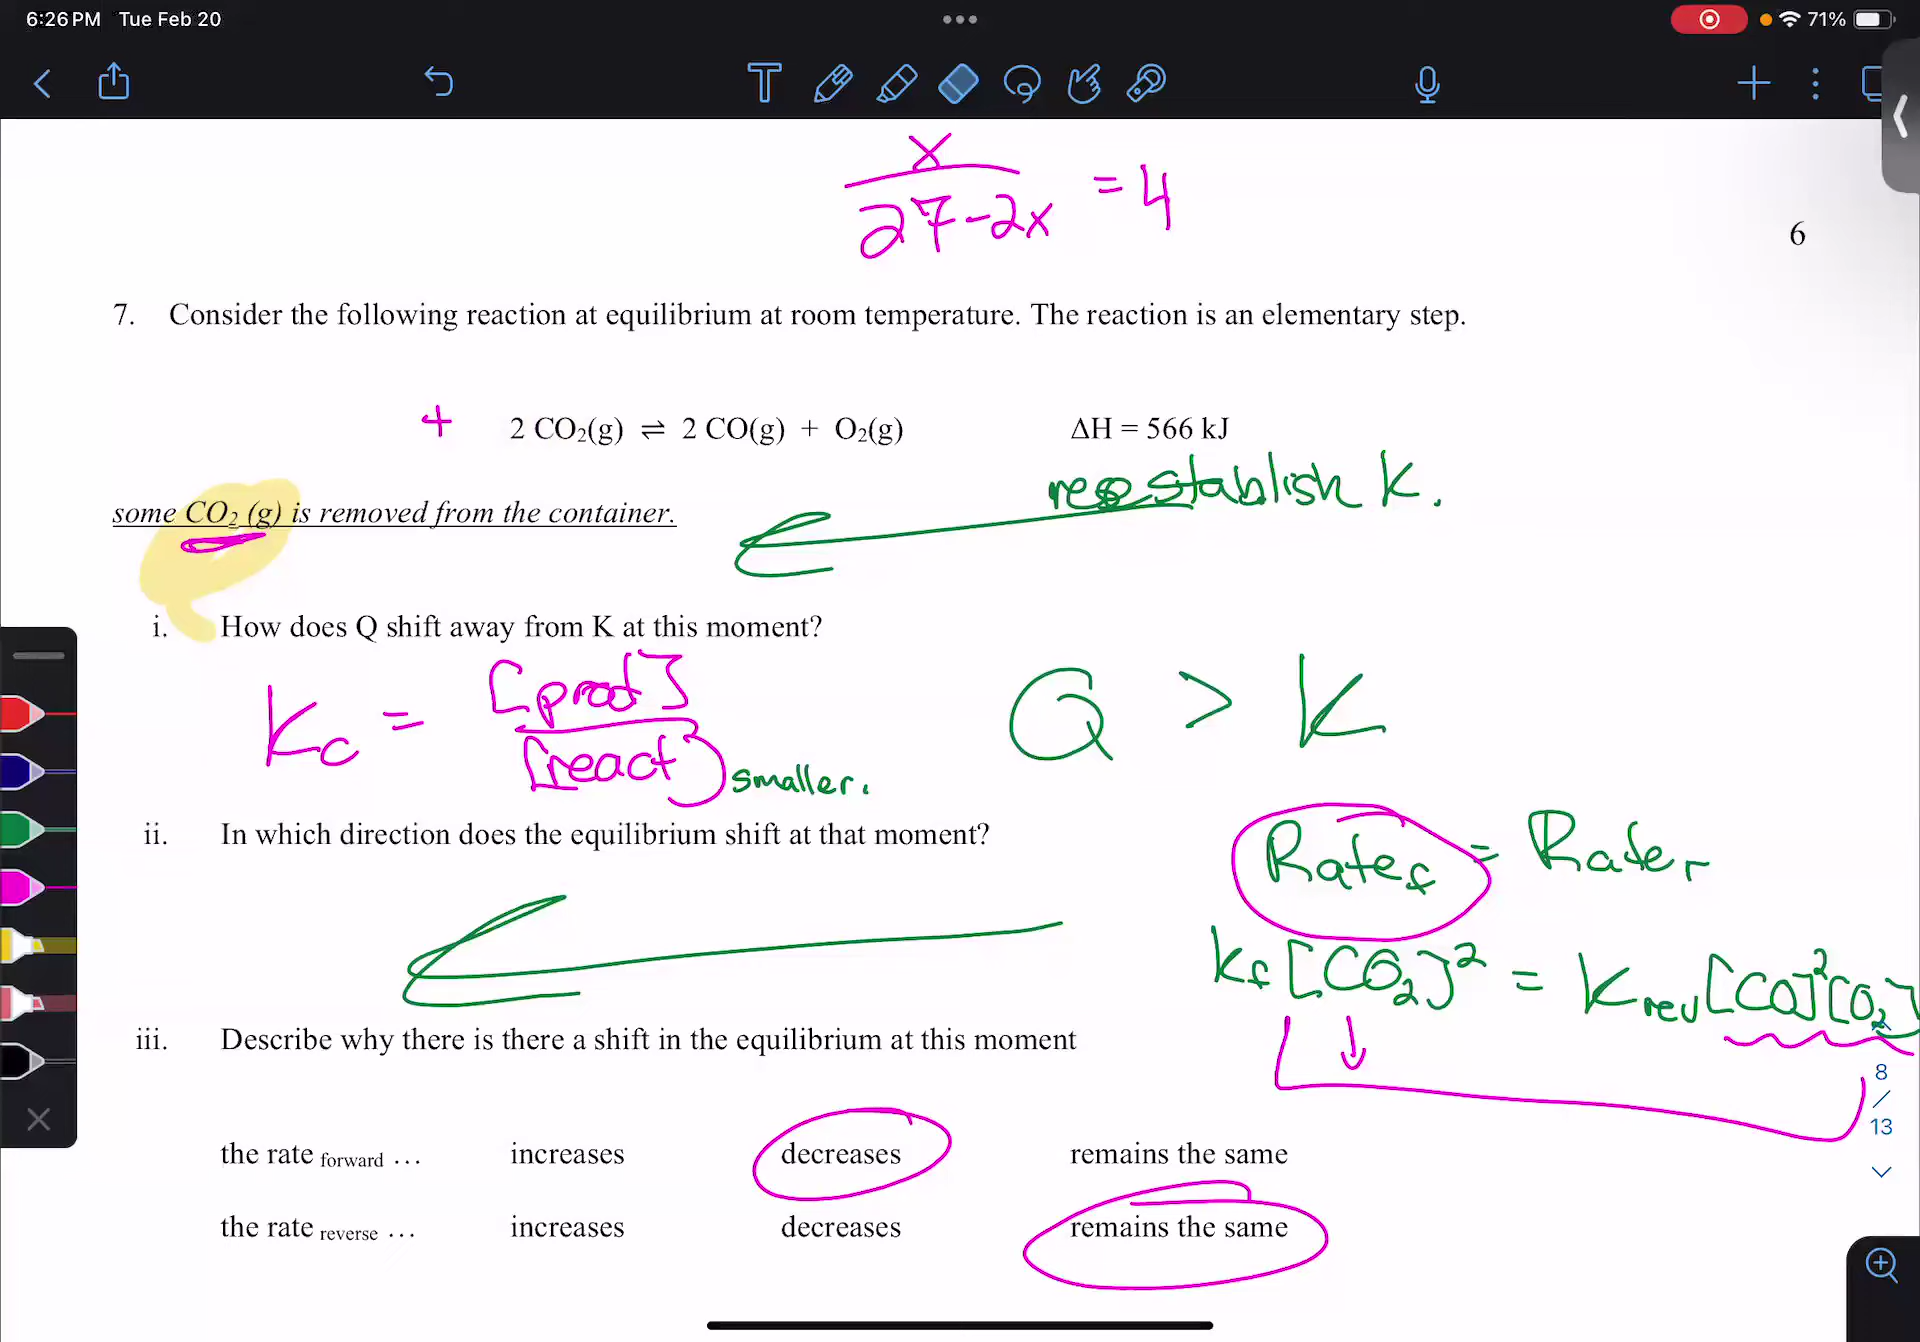 6:26 PM Tue Feb 20
71%
x
27-2x = 4
6
7. Consider the following reaction at equilibrium at room temperature. The reaction is an elementary step.
+ 2 CO₂(g) ⇌ 2 CO(g) + O₂(g) ΔH = 566 kJ
reestablish K.
some CO₂ (g) is removed from the container.
i. How does Q shift away from K at this moment?
Kc = [prod]
[react] smaller.
Q > K
ii. In which direction does the equilibrium shift at that moment?
Rate f = Rate r
kf [CO₂]² = Krev [CO]²[O₂]
iii. Describe why there is there a shift in the equilibrium at this moment
8
/
13
the rate forward … increases decreases remains the same
the rate reverse … increases decreases remains the same